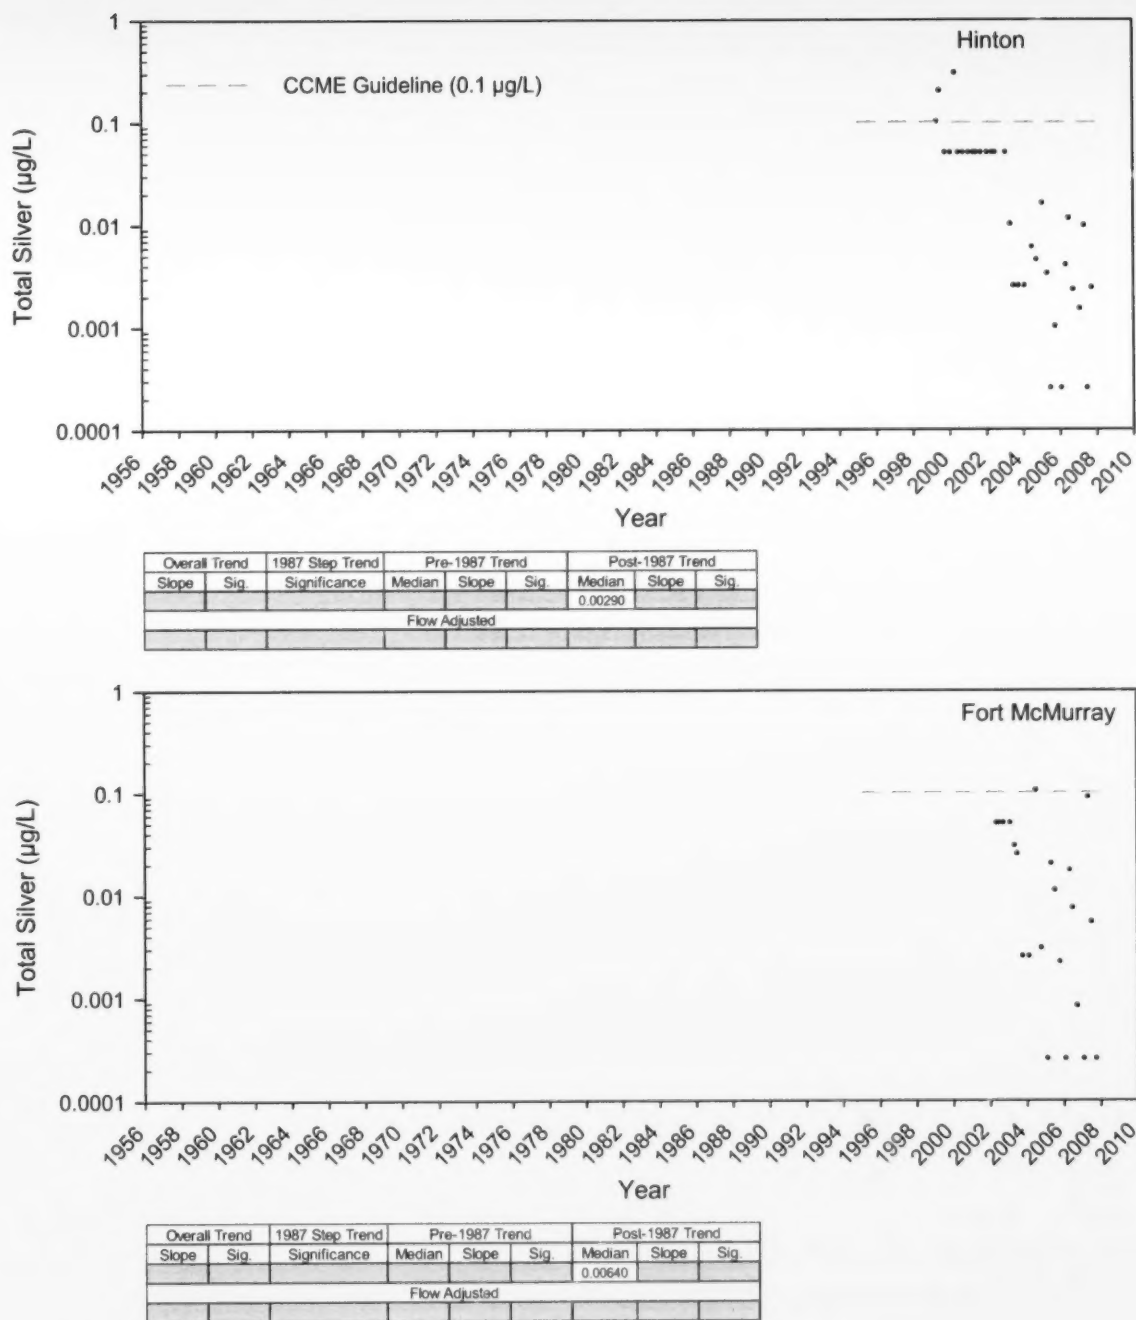 Hinton
CCME Guideline (0.1 µg/L)
1
0.1
0.01
0.001
0.0001
Total Silver (µg/L)
1956 1958 1960 1962 1964 1966 1968 1970 1972 1974 1976 1978 1980 1982 1984 1986 1988 1990 1992 1994 1996 1998 2000 2002 2004 2006 2008 2010
Year
Overall Trend 1987 Step Trend Pre-1987 Trend Post-1987 Trend
Slope Sig. Significance Median Slope Sig. Median Slope Sig.
0.00290
Flow Adjusted
Fort McMurray
1
0.1
0.01
0.001
0.0001
Total Silver (µg/L)
1956 1958 1960 1962 1964 1966 1968 1970 1972 1974 1976 1978 1980 1982 1984 1986 1988 1990 1992 1994 1996 1998 2000 2002 2004 2006 2008 2010
Year
Overall Trend 1987 Step Trend Pre-1987 Trend Post-1987 Trend
Slope Sig. Significance Median Slope Sig. Median Slope Sig.
0.00640
Flow Adjusted